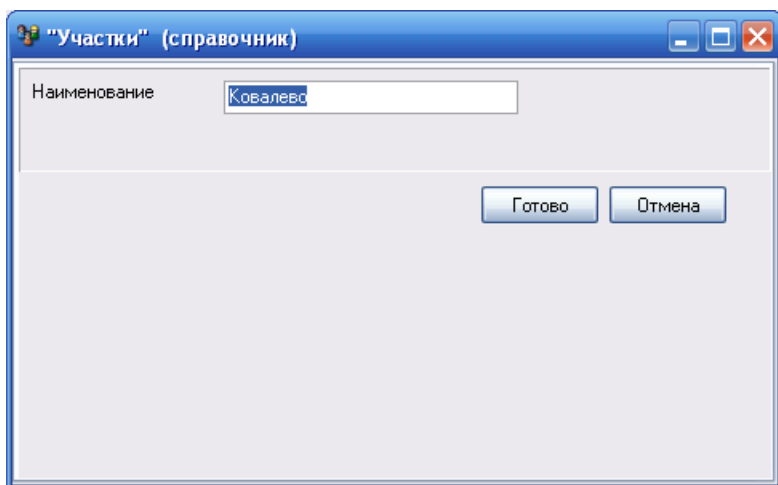 "Участки" (справочник)
Наименование Ковалево
Готово Отмена